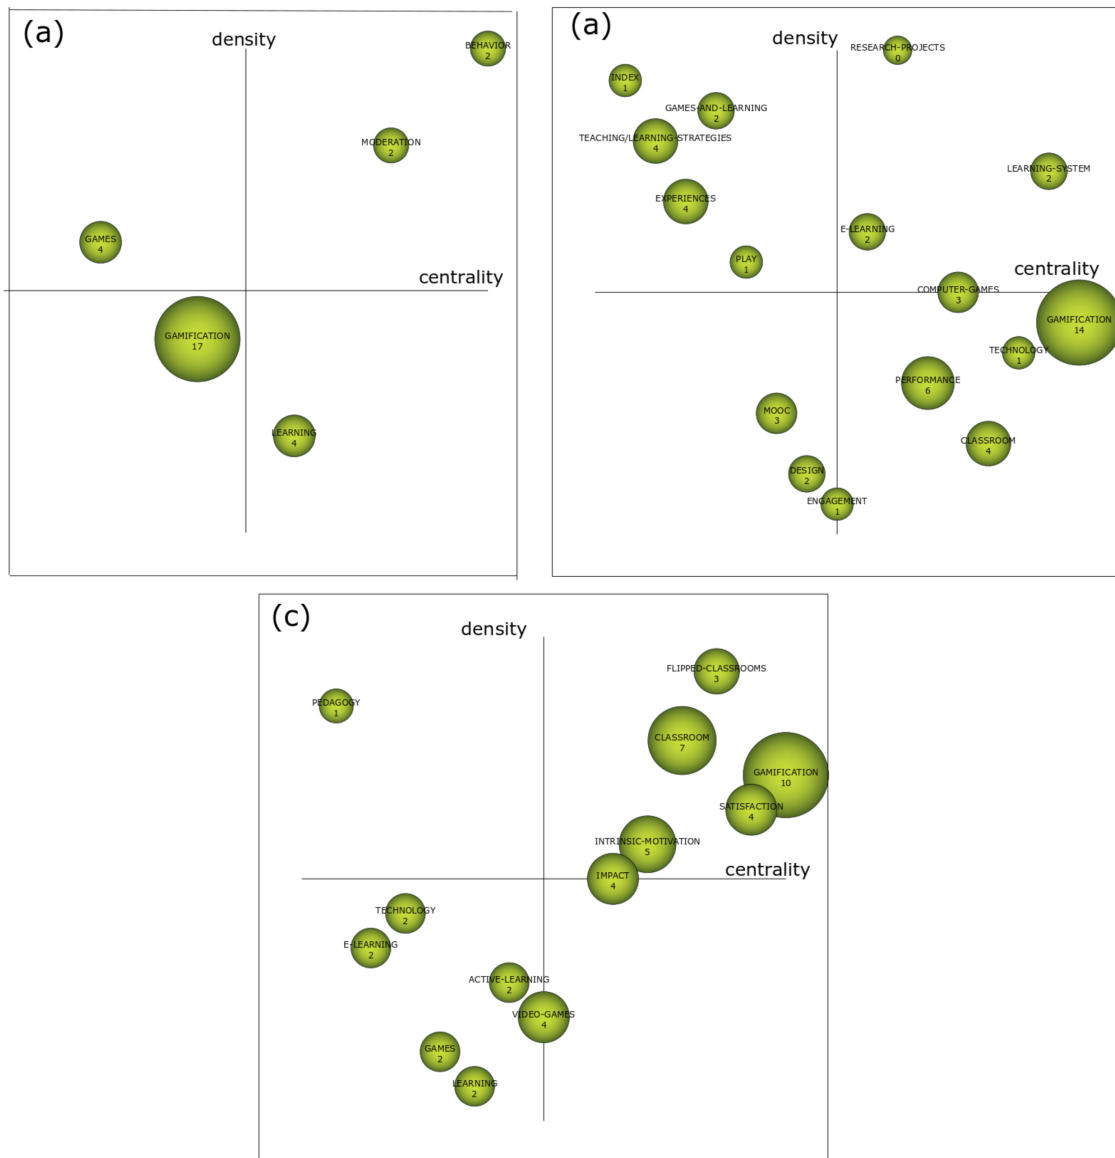 (a)
density
BEHAVIOR
2
MODERATION
2
GAMES
4
centrality
GAMIFICATION
17
LEARNING
4
(a)
density
RESEARCH-PROJECTS
0
INDEX
1
GAMES-AND-LEARNING
2
TEACHING/LEARNING-STRATEGIES
4
LEARNING-SYSTEM
2
EXPERIENCES
4
E-LEARNING
2
PLAY
1
centrality
COMPUTER-GAMES
3
GAMIFICATION
14
TECHNOLOGY
1
PERFORMANCE
6
MOOC
3
CLASSROOM
4
DESIGN
2
ENGAGEMENT
1
(c)
density
FLIPPED-CLASSROOMS
3
PEDAGOGY
1
CLASSROOM
7
GAMIFICATION
10
SATISFACTION
4
INTRINSIC-MOTIVATION
5
centrality
IMPACT
4
TECHNOLOGY
2
E-LEARNING
2
ACTIVE-LEARNING
2
VIDEO-GAMES
4
GAMES
2
LEARNING
2